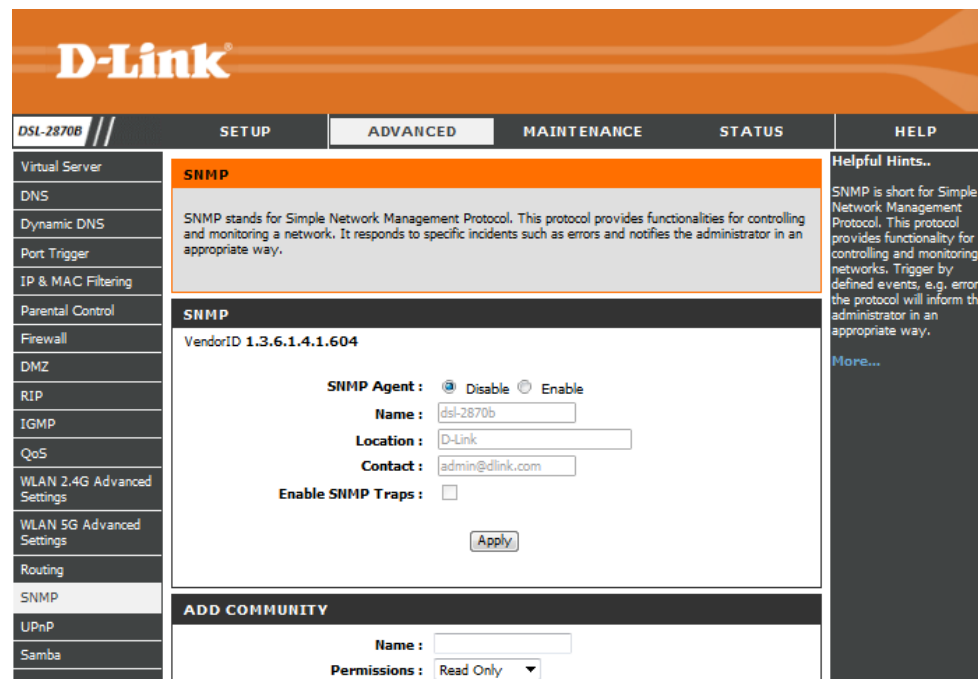 D-Link®
DSL-2870B
SETUP
ADVANCED
MAINTENANCE
STATUS
HELP
Virtual Server
DNS
Dynamic DNS
Port Trigger
IP & MAC Filtering
Parental Control
Firewall
DMZ
RIP
IGMP
QoS
WLAN 2.4G Advanced
Settings
WLAN 5G Advanced
Settings
Routing
SNMP
UPnP
Samba
SNMP
SNMP stands for Simple Network Management Protocol. This protocol provides functionalities for controlling
and monitoring a network. It responds to specific incidents such as errors and notifies the administrator in an
appropriate way.
SNMP
VendorID 1.3.6.1.4.1.604
SNMP Agent : Disable Enable
Name : dsl-2870b
Location : D-Link
Contact : admin@dlink.com
Enable SNMP Traps :
Apply
ADD COMMUNITY
Name :
Permissions : Read Only
Helpful Hints..
SNMP is short for Simple
Network Management
Protocol. This protocol
provides functionality for
controlling and monitoring
networks. Trigger by
defined events, e.g. error
the protocol will inform th
administrator in an
appropriate way.
More...